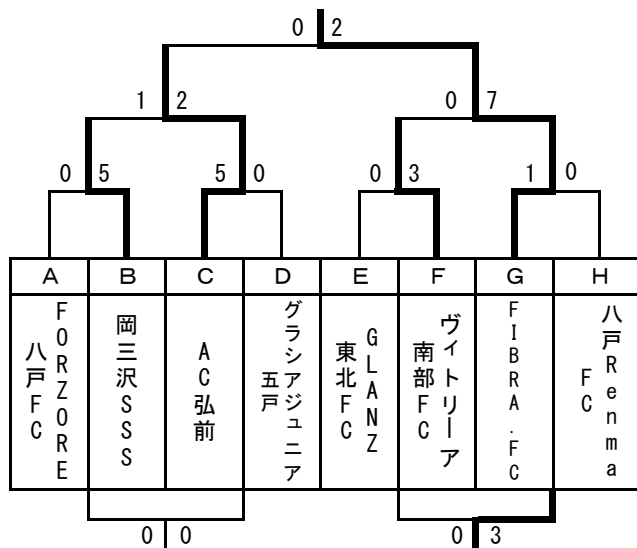 0 2
1 2 0 7
0 5 5 0 0 3 1 0
A B C D E F G H
FORZORE
八戸FC
岡三沢SSS
AC弘前
グラシアジュニア
五戸
GLANZ
東北FC
ヴィトリーア
南部FC
FIBRA.FC
八戸Renma
FC
0 0 0 3